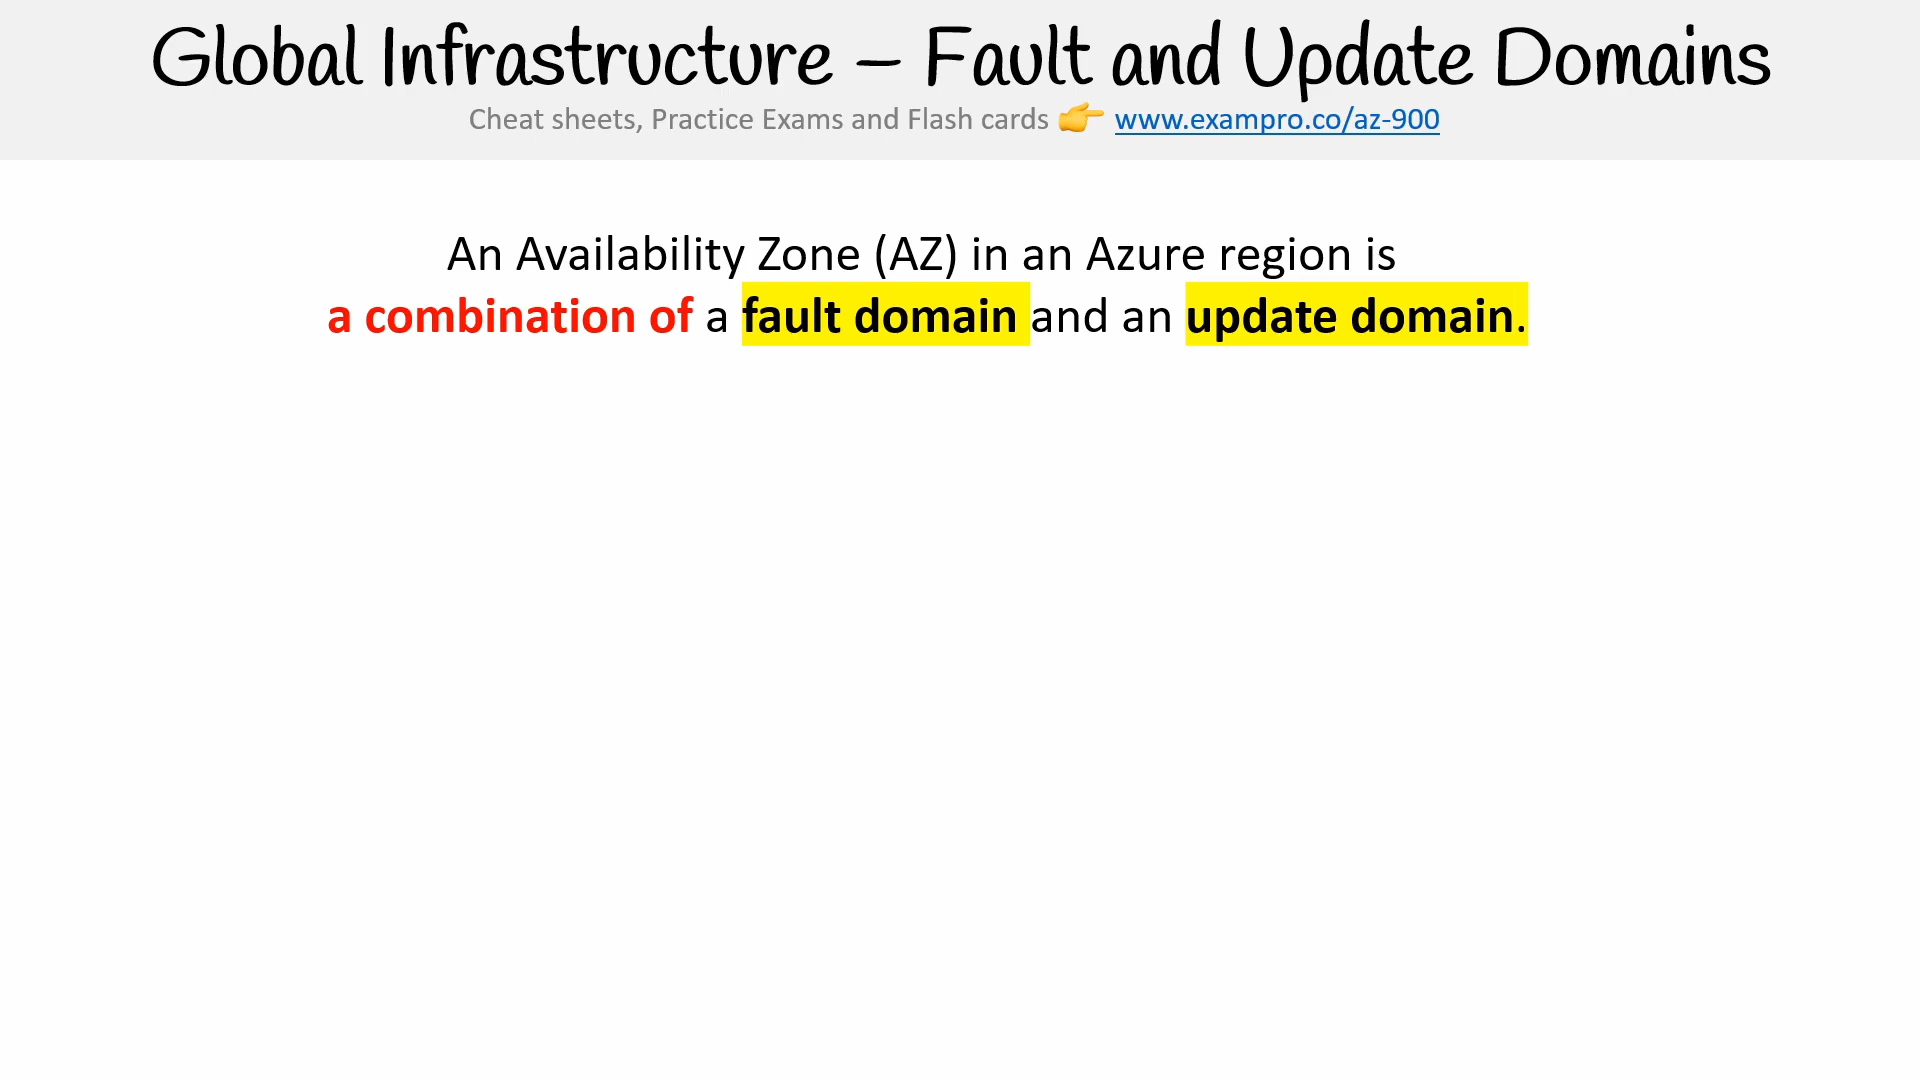 Global Infrastructure – Fault and Update Domains
Cheat sheets, Practice Exams and Flash cards 👉 www.exampro.co/az-900
An Availability Zone (AZ) in an Azure region is
a combination of a fault domain and an update domain.